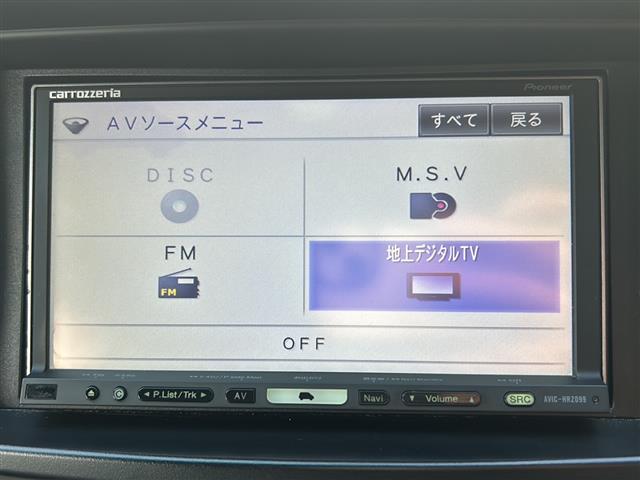 carrozzeria
Pioneer
AVソースメニュー
すべて
戻る
DISC
M.S.V
FM
FM
地上デジタルTV
OFF
P.List/Trk
AV
Navi
Volume
SRC
AVIC-HRZ099